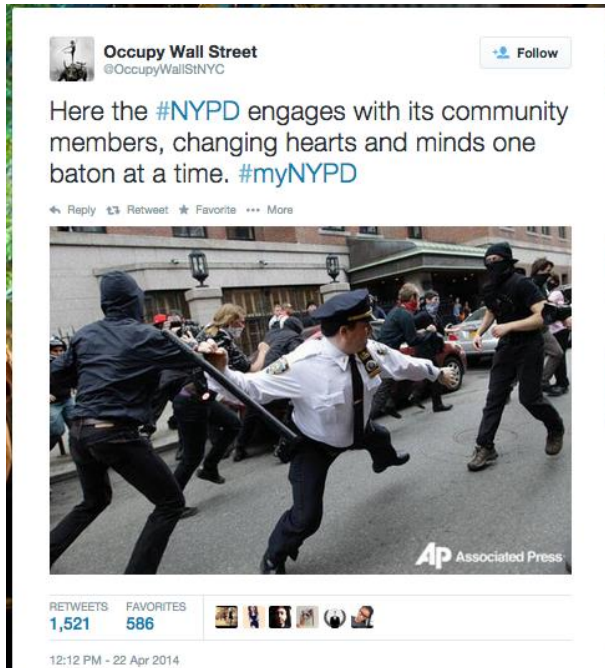 Occupy Wall Street
@OccupyWallStNYC
Follow
Here the #NYPD engages with its community
members, changing hearts and minds one
baton at a time. #myNYPD
Reply Retweet Favorite ••• More
AP Associated Press
RETWEETS FAVORITES
1,521 586
12:12 PM - 22 Apr 2014